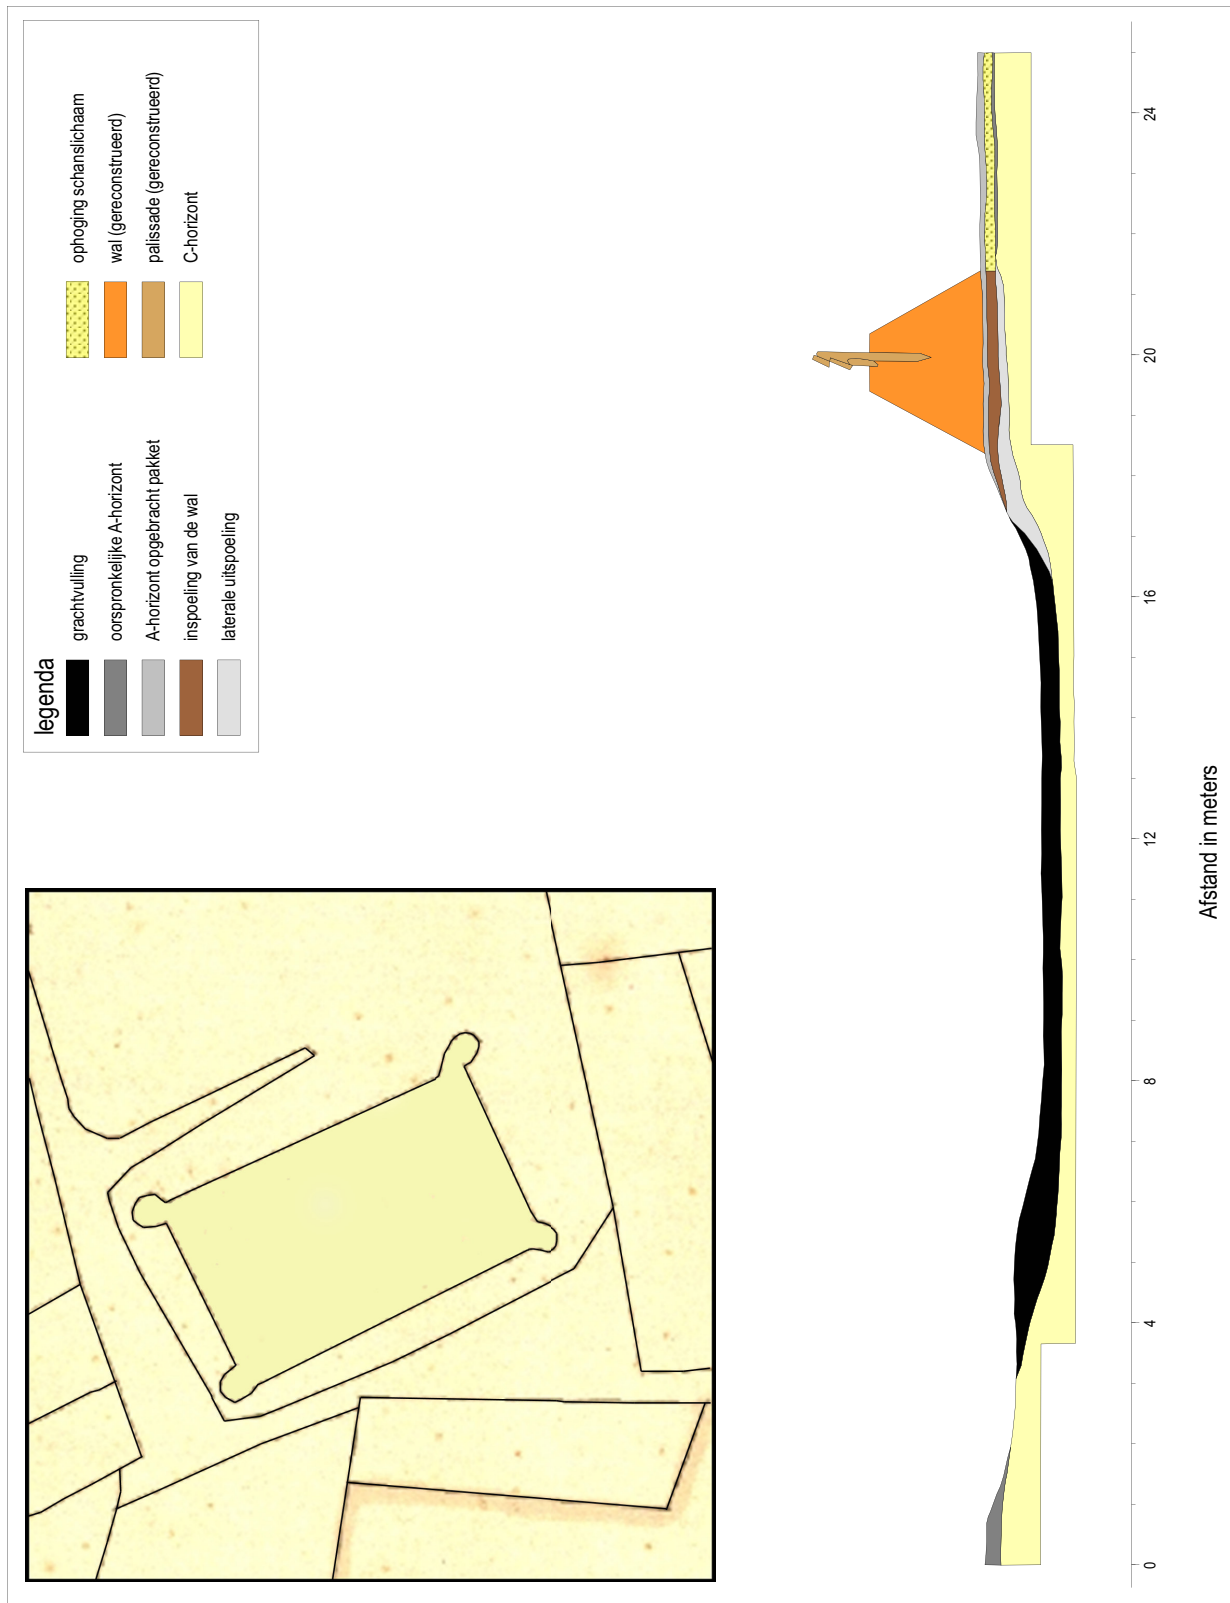 legenda
grachtvulling
oorspronkelijke A-horizont
A-horizont opgebracht pakket
inspoeling van de wal
laterale uitspoeling
ophoging schanslichaam
wal (gereconstrueerd)
palissade (gereconstrueerd)
C-horizont
0 4 8 12 16 20 24
Afstand in meters